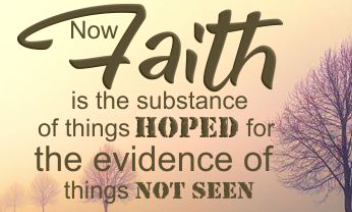 Now Faith
is the substance
of things HOPED for
the evidence of
things NOT SEEN